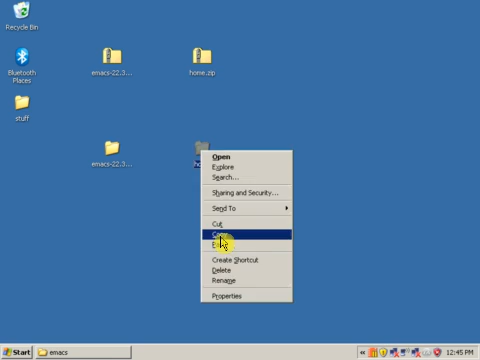 Recycle Bin
emacs-22.3...
home.zip
Bluetooth
Places
stuff
emacs-22.3...
Open
Explore
Search...
Sharing and Security...
Send To
Cut
Copy
Create Shortcut
Delete
Rename
Properties
Start
emacs
12:45 PM